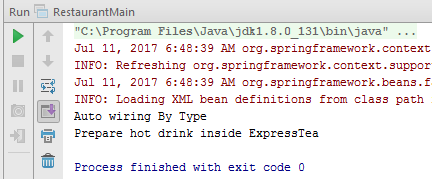 Run RestaurantMain
"C:\Program Files\Java\jdk1.8.0_131\bin\java" ...
Jul 11, 2017 6:48:39 AM org.springframework.context
INFO: Refreshing org.springframework.context.support
Jul 11, 2017 6:48:39 AM org.springframework.beans.f
INFO: Loading XML bean definitions from class path
Auto wiring By Type
Prepare hot drink inside ExpressTea
Process finished with exit code 0